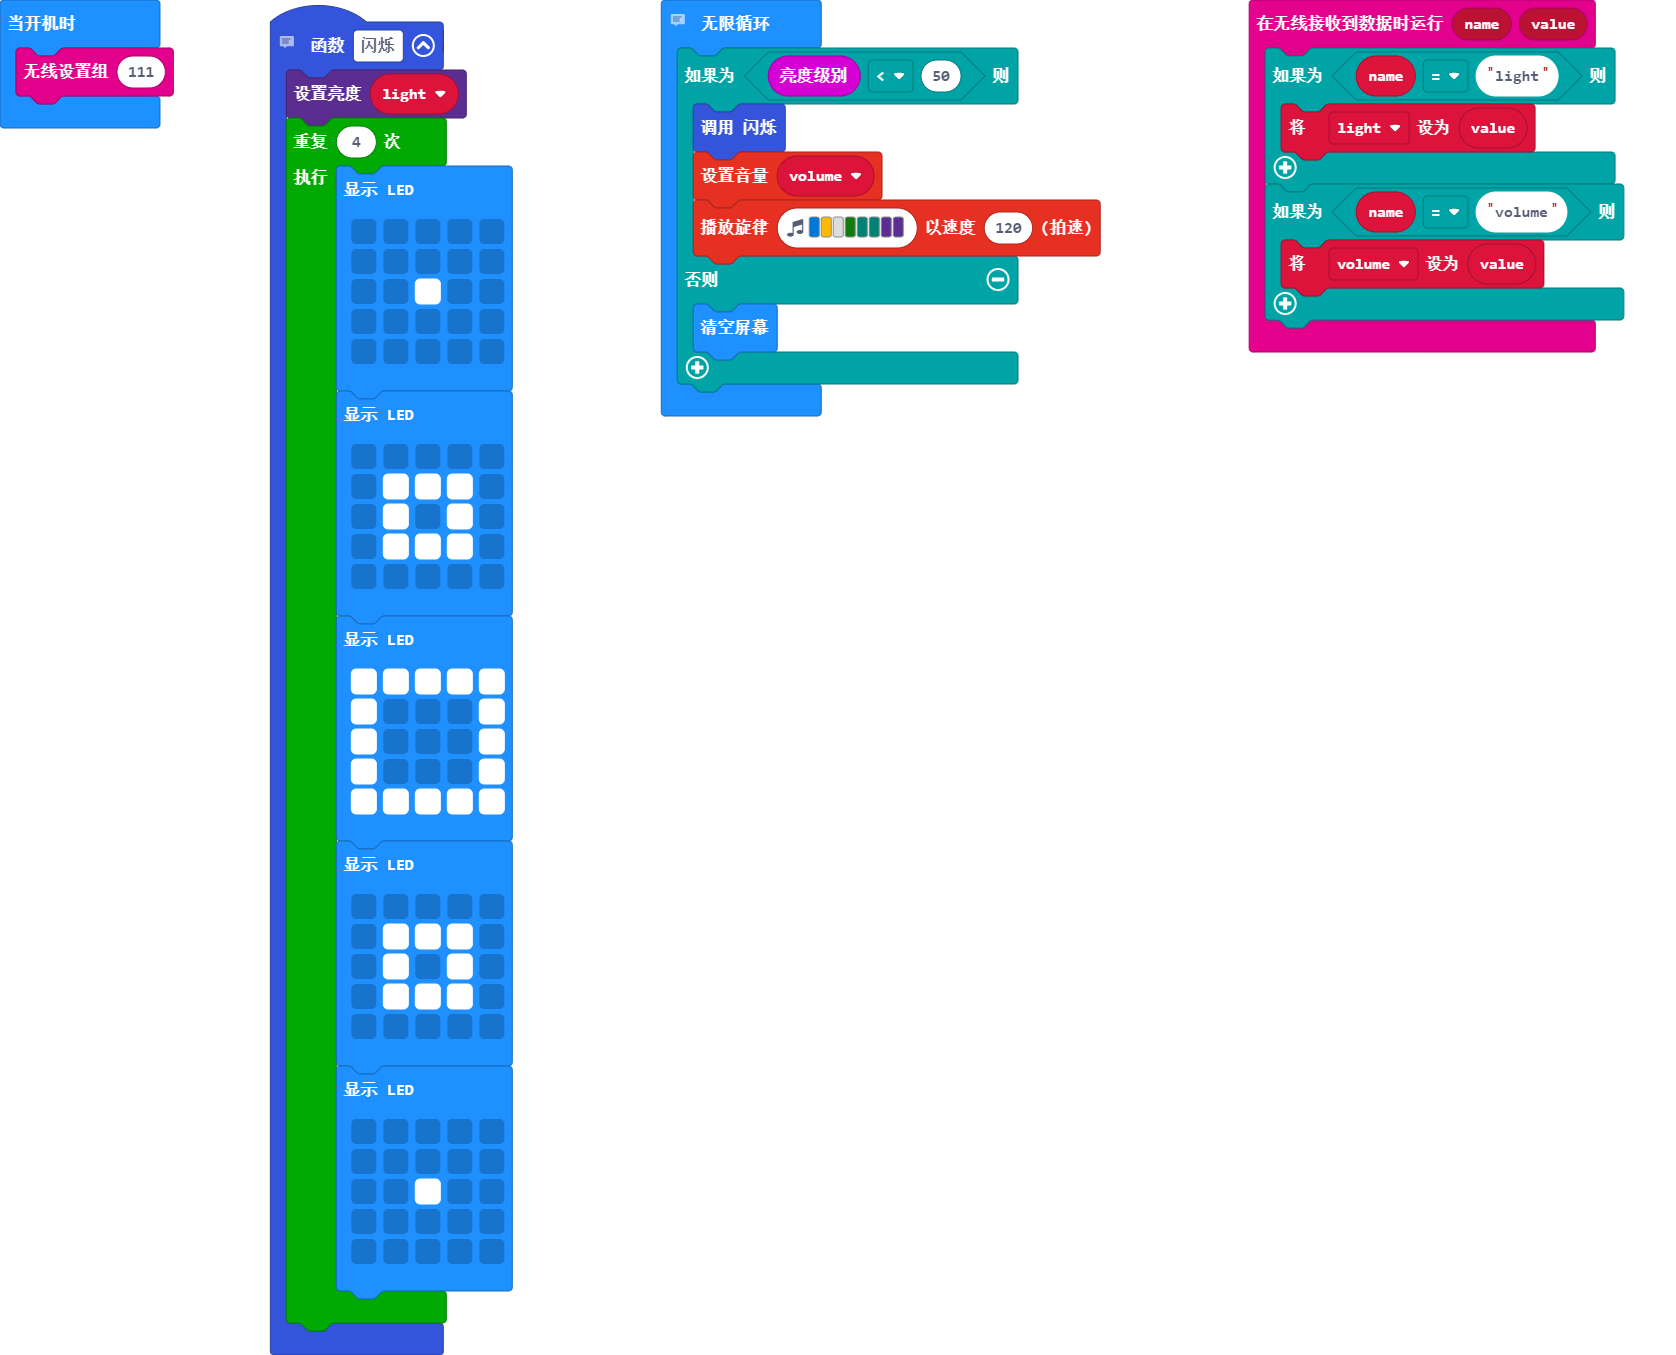 当开机时
无线设置组 111
函数 闪烁
设置亮度 light
重复 4 次
执行
显示 LED
显示 LED
显示 LED
显示 LED
显示 LED
无限循环
如果为 亮度级别 < 50 则
调用 闪烁
设置音量 volume
播放旋律 以速度 120 (拍速)
否则
清空屏幕
在无线接收到数据时运行 name value
如果为 name = "light" 则
将 light 设为 value
如果为 name = "volume" 则
将 volume 设为 value